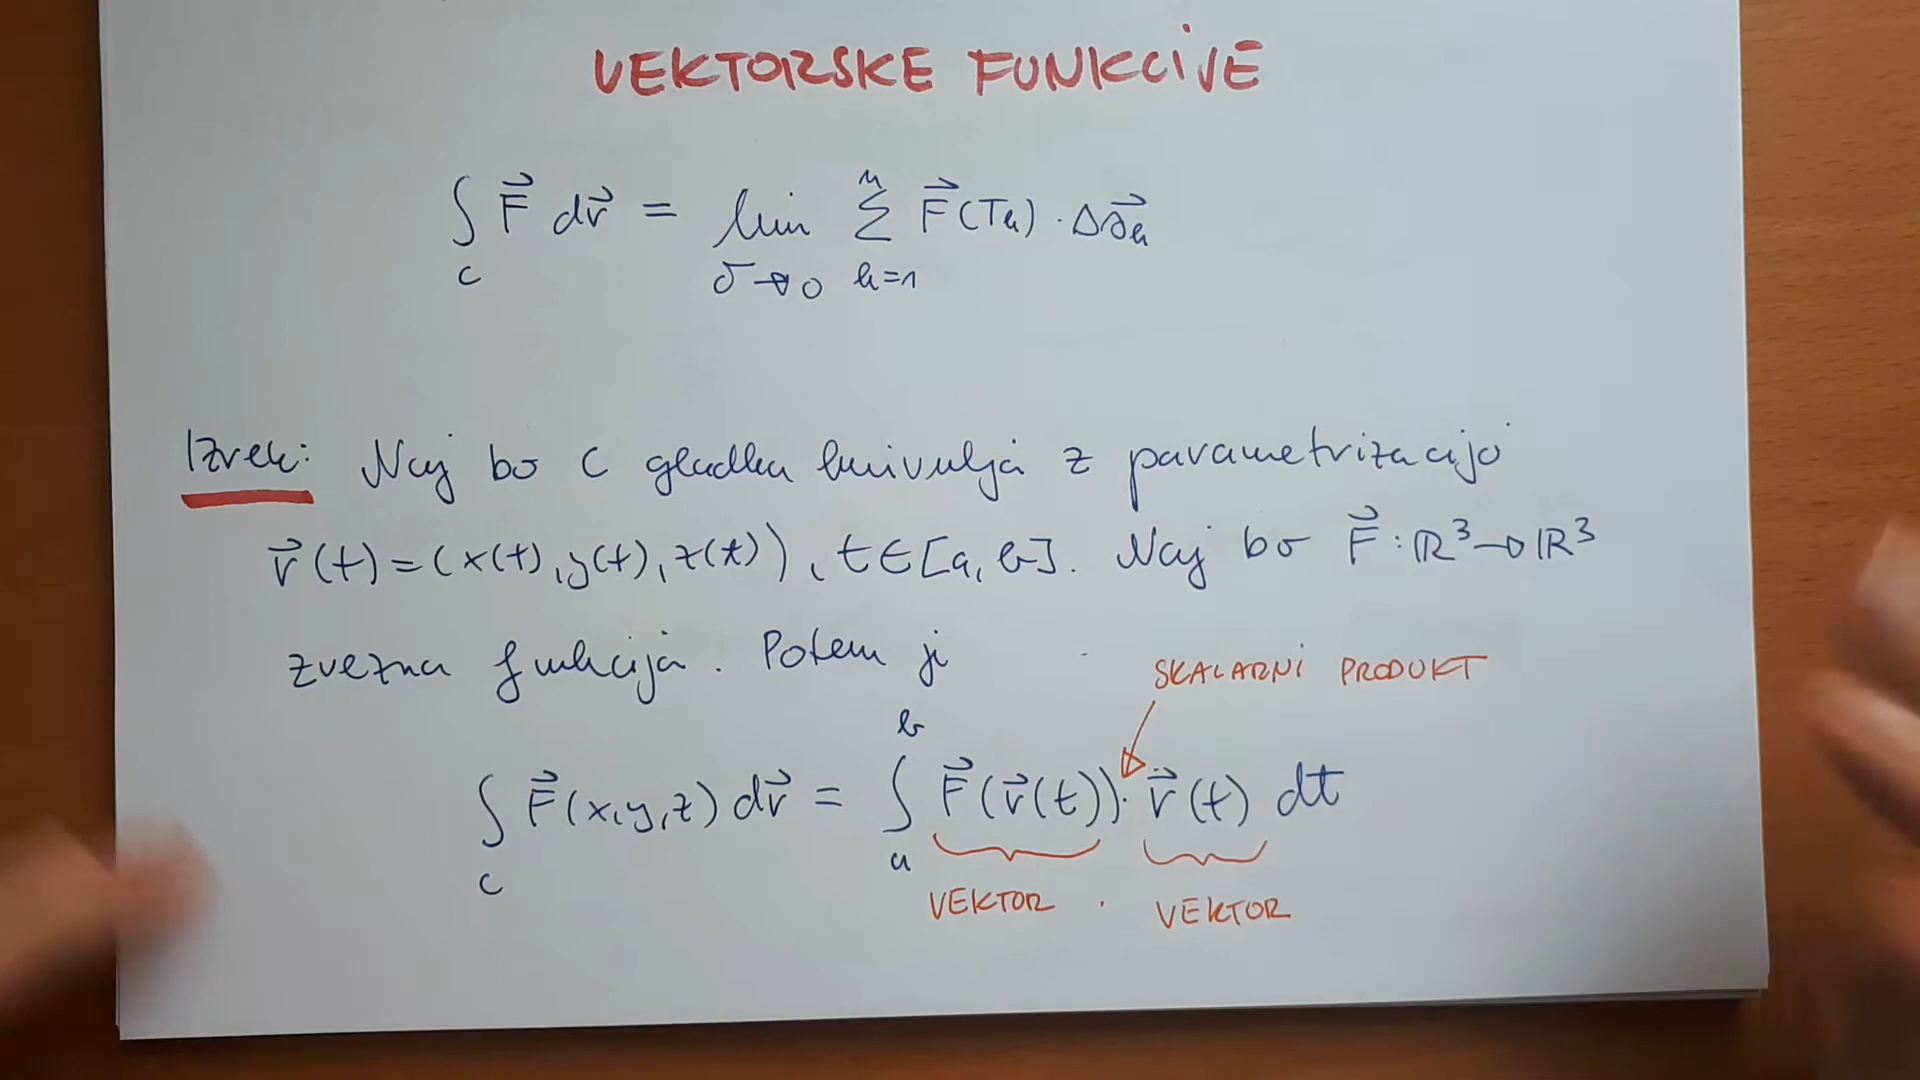 VEKTORSKE FUNKCIJE
∫_C F⃗ dr⃗ = lim_{δ→0} ∑_{k=1}^{n} F⃗(T_k) · Δs⃗_k
Izrek: Naj bo C gladka krivulja z parametrizacijo
r⃗(t) = (x(t), y(t), z(t)), t ∈ [a, b]. Naj bo F⃗ : ℝ³ → ℝ³
zvezna funkcija. Potem je
SKALARNI PRODUKT
∫_C F⃗(x,y,z) dr⃗ = ∫_a^b F⃗(r⃗(t)) · ṙ⃗(t) dt
VEKTOR · VEKTOR